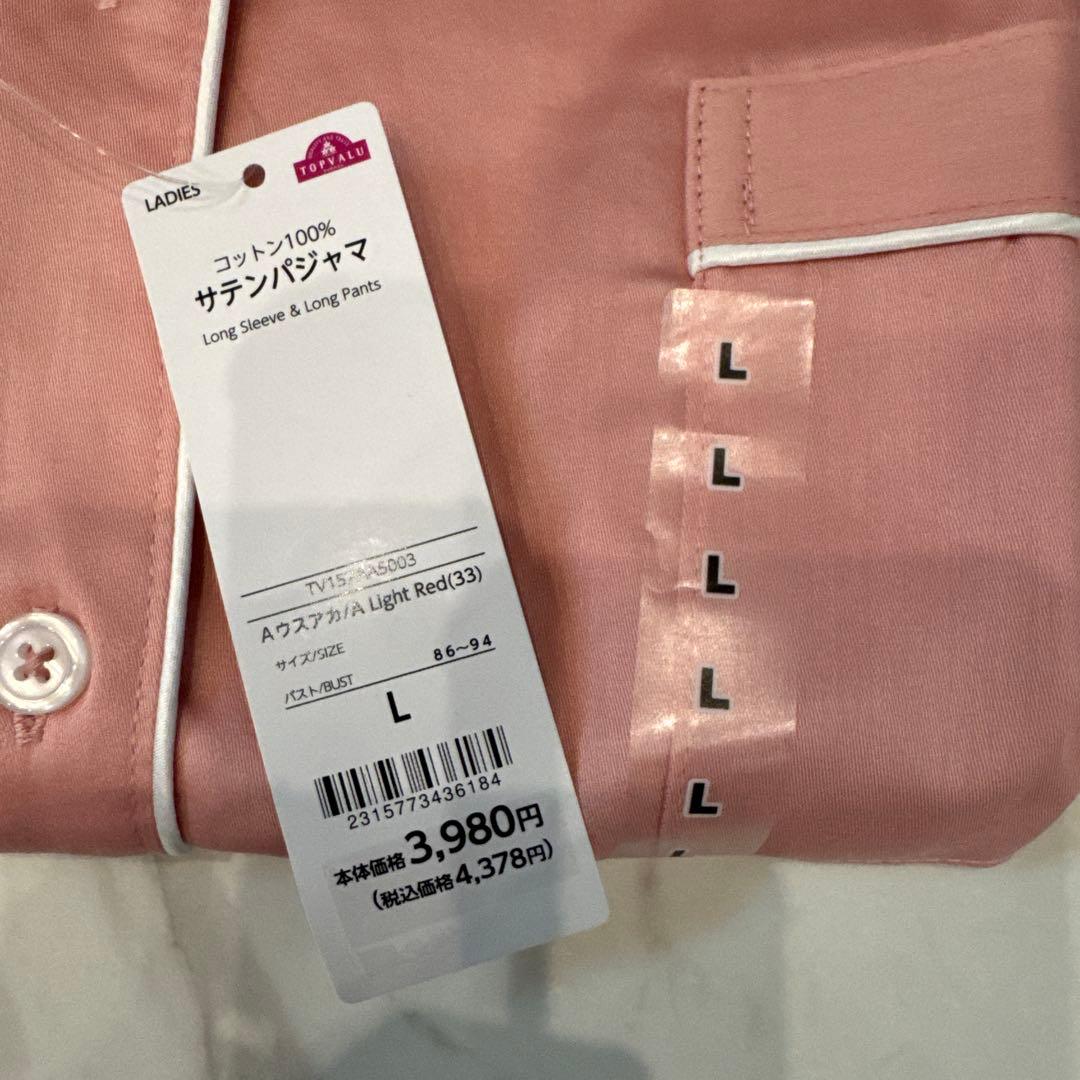 LADIES
TOPVALU
コットン100%
サテンパジャマ
Long Sleeve & Long Pants
Aウスアカ/A Light Red(33)
サイズ/SIZE
バスト/BUST 86〜94
L
2315773436184
本体価格3,980円
(税込価格4,378円)
L
L
L
L
L